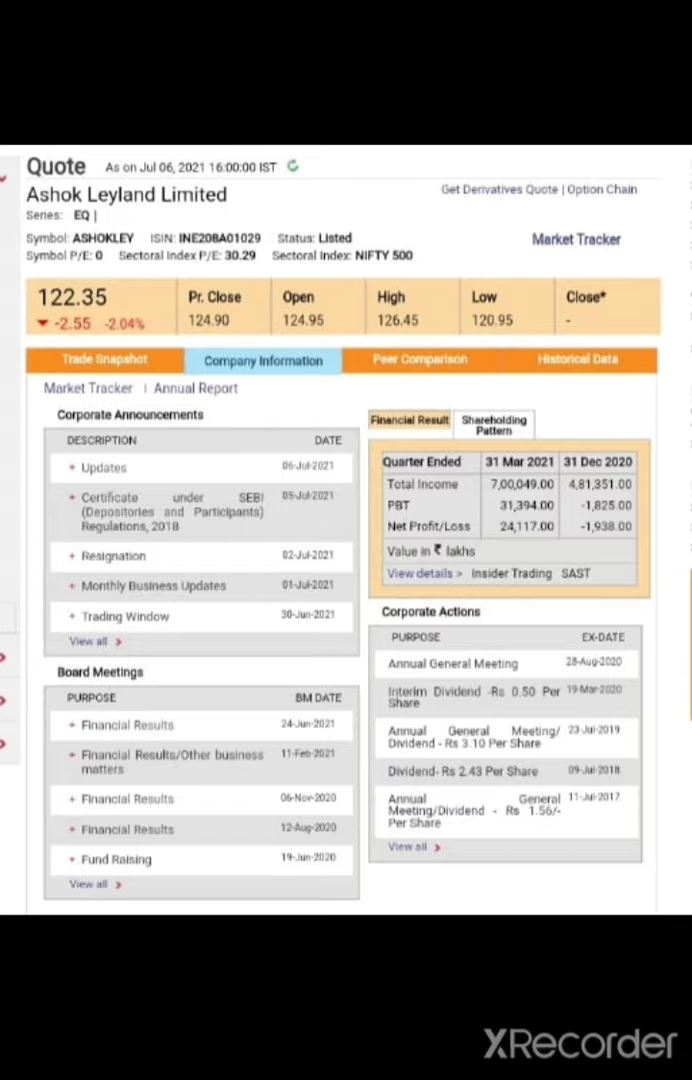 Quote As on Jul 06, 2021 16:00:00 IST
Ashok Leyland Limited
Get Derivatives Quote | Option Chain
Series: EQ |
Symbol: ASHOKLEY ISIN: INE208A01029 Status: Listed
Market Tracker
Symbol P/E: 0 Sectoral Index P/E: 30.29 Sectoral Index: NIFTY 500
122.35 Pr. Close Open High Low Close*
-2.55 -2.04% 124.90 124.95 126.45 120.95 -
Trade Snapshot Company Information Peer Comparison Historical Data
Market Tracker | Annual Report
Corporate Announcements
DESCRIPTION DATE
+ Updates 06-Jul-2021
+ Certificate under SEBI 05-Jul-2021
(Depositories and Participants)
Regulations, 2018
+ Resignation 02-Jul-2021
+ Monthly Business Updates 01-Jul-2021
+ Trading Window 30-Jun-2021
View all >
Board Meetings
PURPOSE BM DATE
+ Financial Results 24-Jun-2021
+ Financial Results/Other business 11-Feb-2021
matters
+ Financial Results 06-Nov-2020
+ Financial Results 12-Aug-2020
+ Fund Raising 19-Jun-2020
View all >
Financial Result Shareholding
Pattern
Quarter Ended 31 Mar 2021 31 Dec 2020
Total Income 7,00,049.00 4,81,351.00
PBT 31,394.00 -1,825.00
Net Profit/Loss 24,117.00 -1,938.00
Value in ₹ lakhs
View details > Insider Trading SAST
Corporate Actions
PURPOSE EX-DATE
Annual General Meeting 28-Aug-2020
Interim Dividend -Rs 0.50 Per 19-Mar-2020
Share
Annual General Meeting/ 23-Jul-2019
Dividend - Rs 3.10 Per Share
Dividend- Rs 2.43 Per Share 09-Jul-2018
Annual General 11-Jul-2017
Meeting/Dividend - Rs 1.56/-
Per Share
View all >
XRecorder